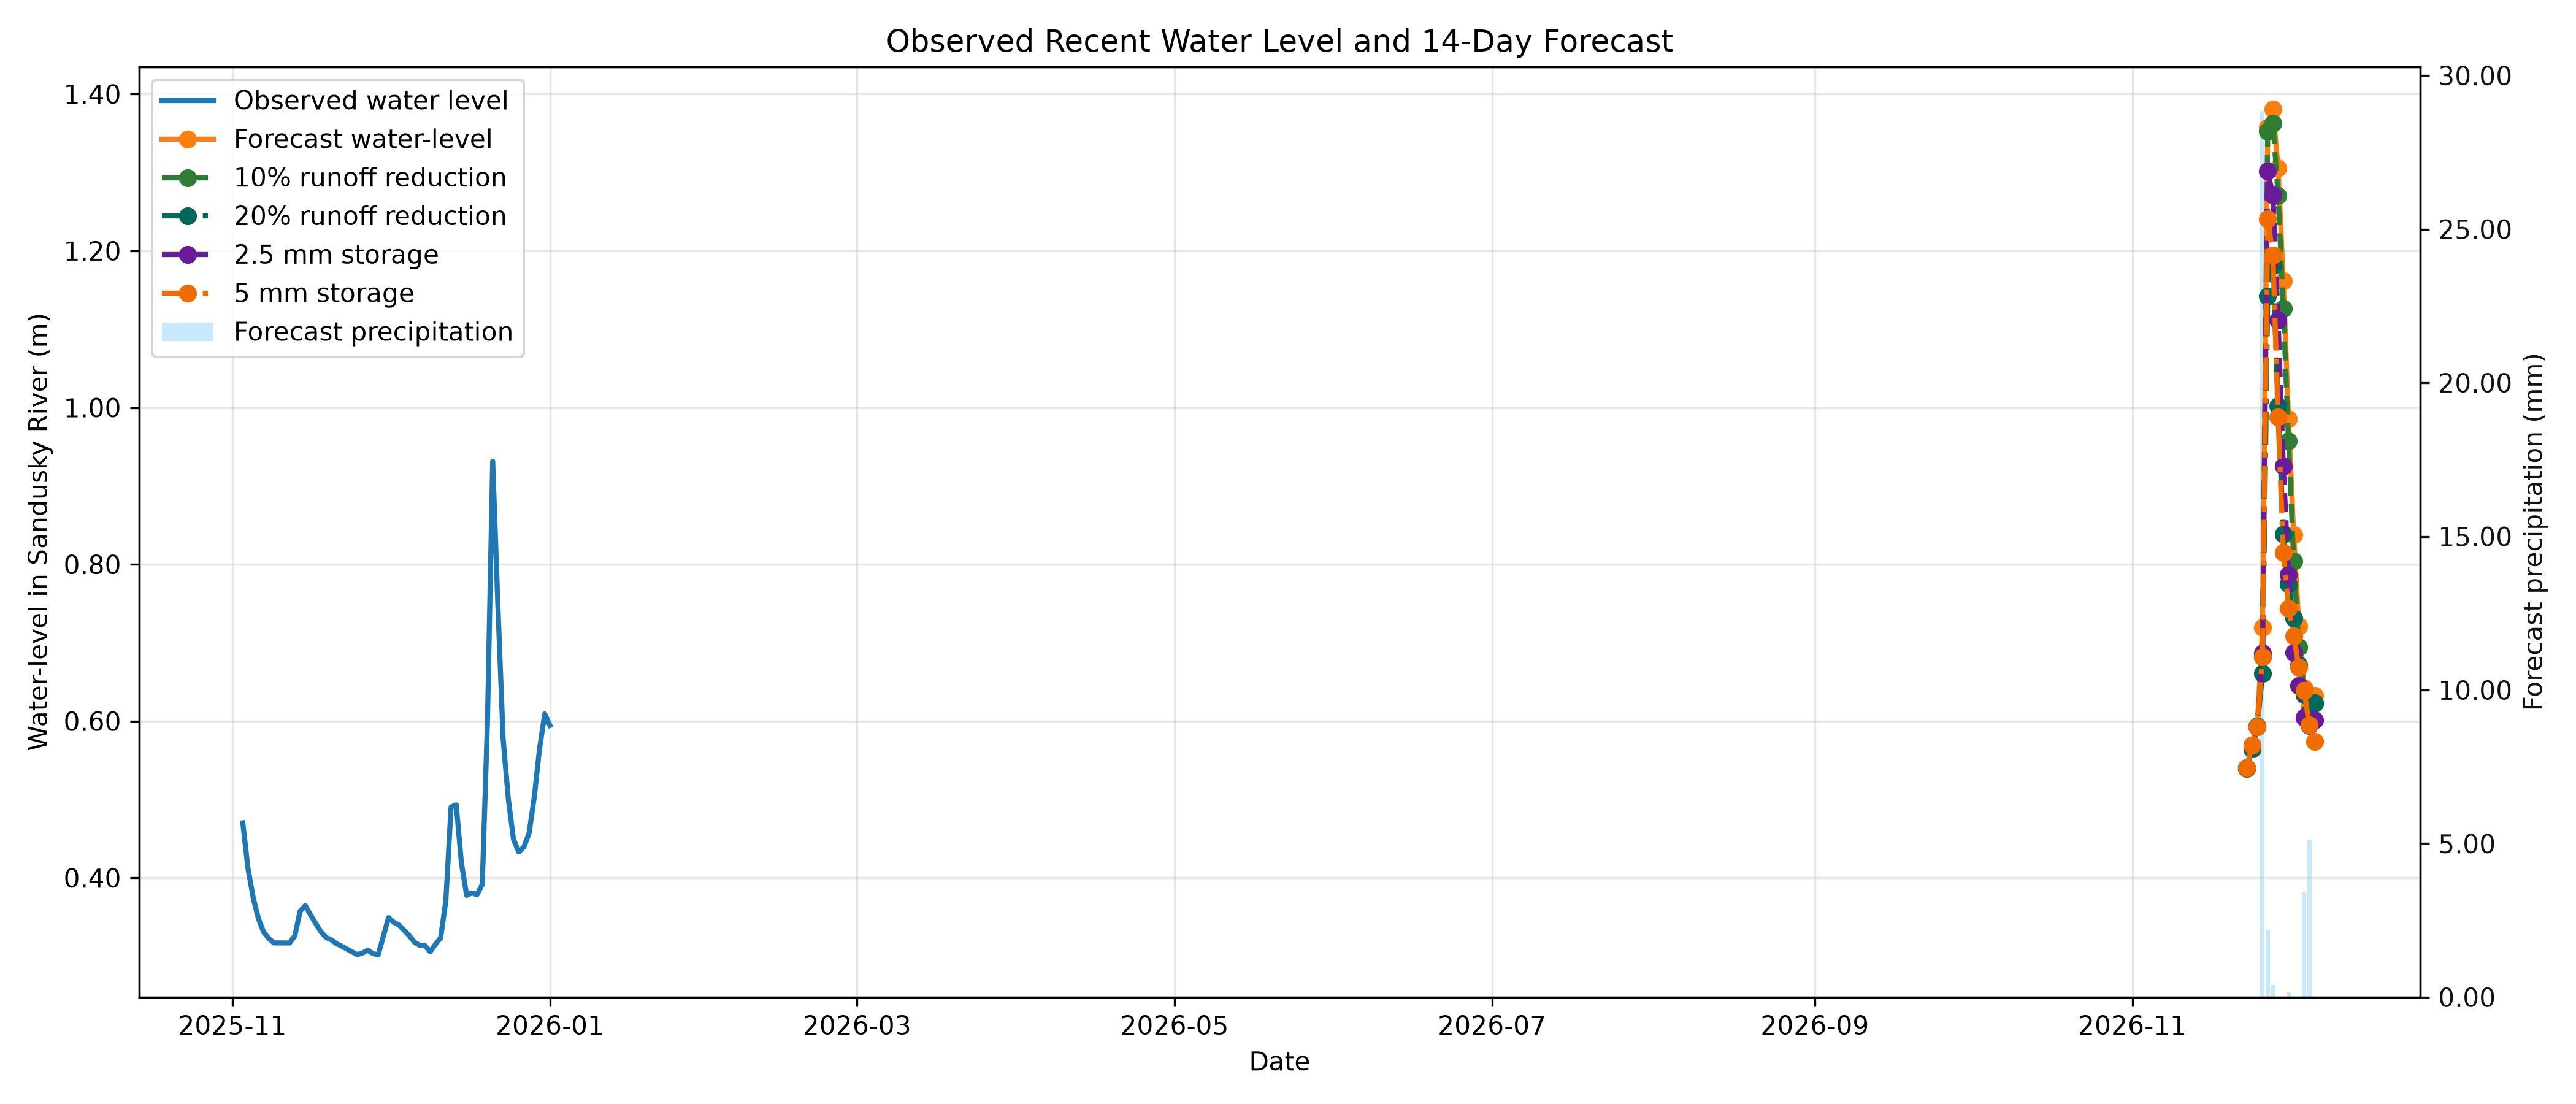 Observed Recent Water Level and 14-Day Forecast
1.40
1.20
1.00
0.80
0.60
0.40
Water-level in Sandusky River (m)
Observed water level
Forecast water-level
10% runoff reduction
20% runoff reduction
2.5 mm storage
5 mm storage
Forecast precipitation
30.00
25.00
20.00
15.00
10.00
5.00
0.00
Forecast precipitation (mm)
2025-11
2026-01
2026-03
2026-05
2026-07
2026-09
2026-11
Date